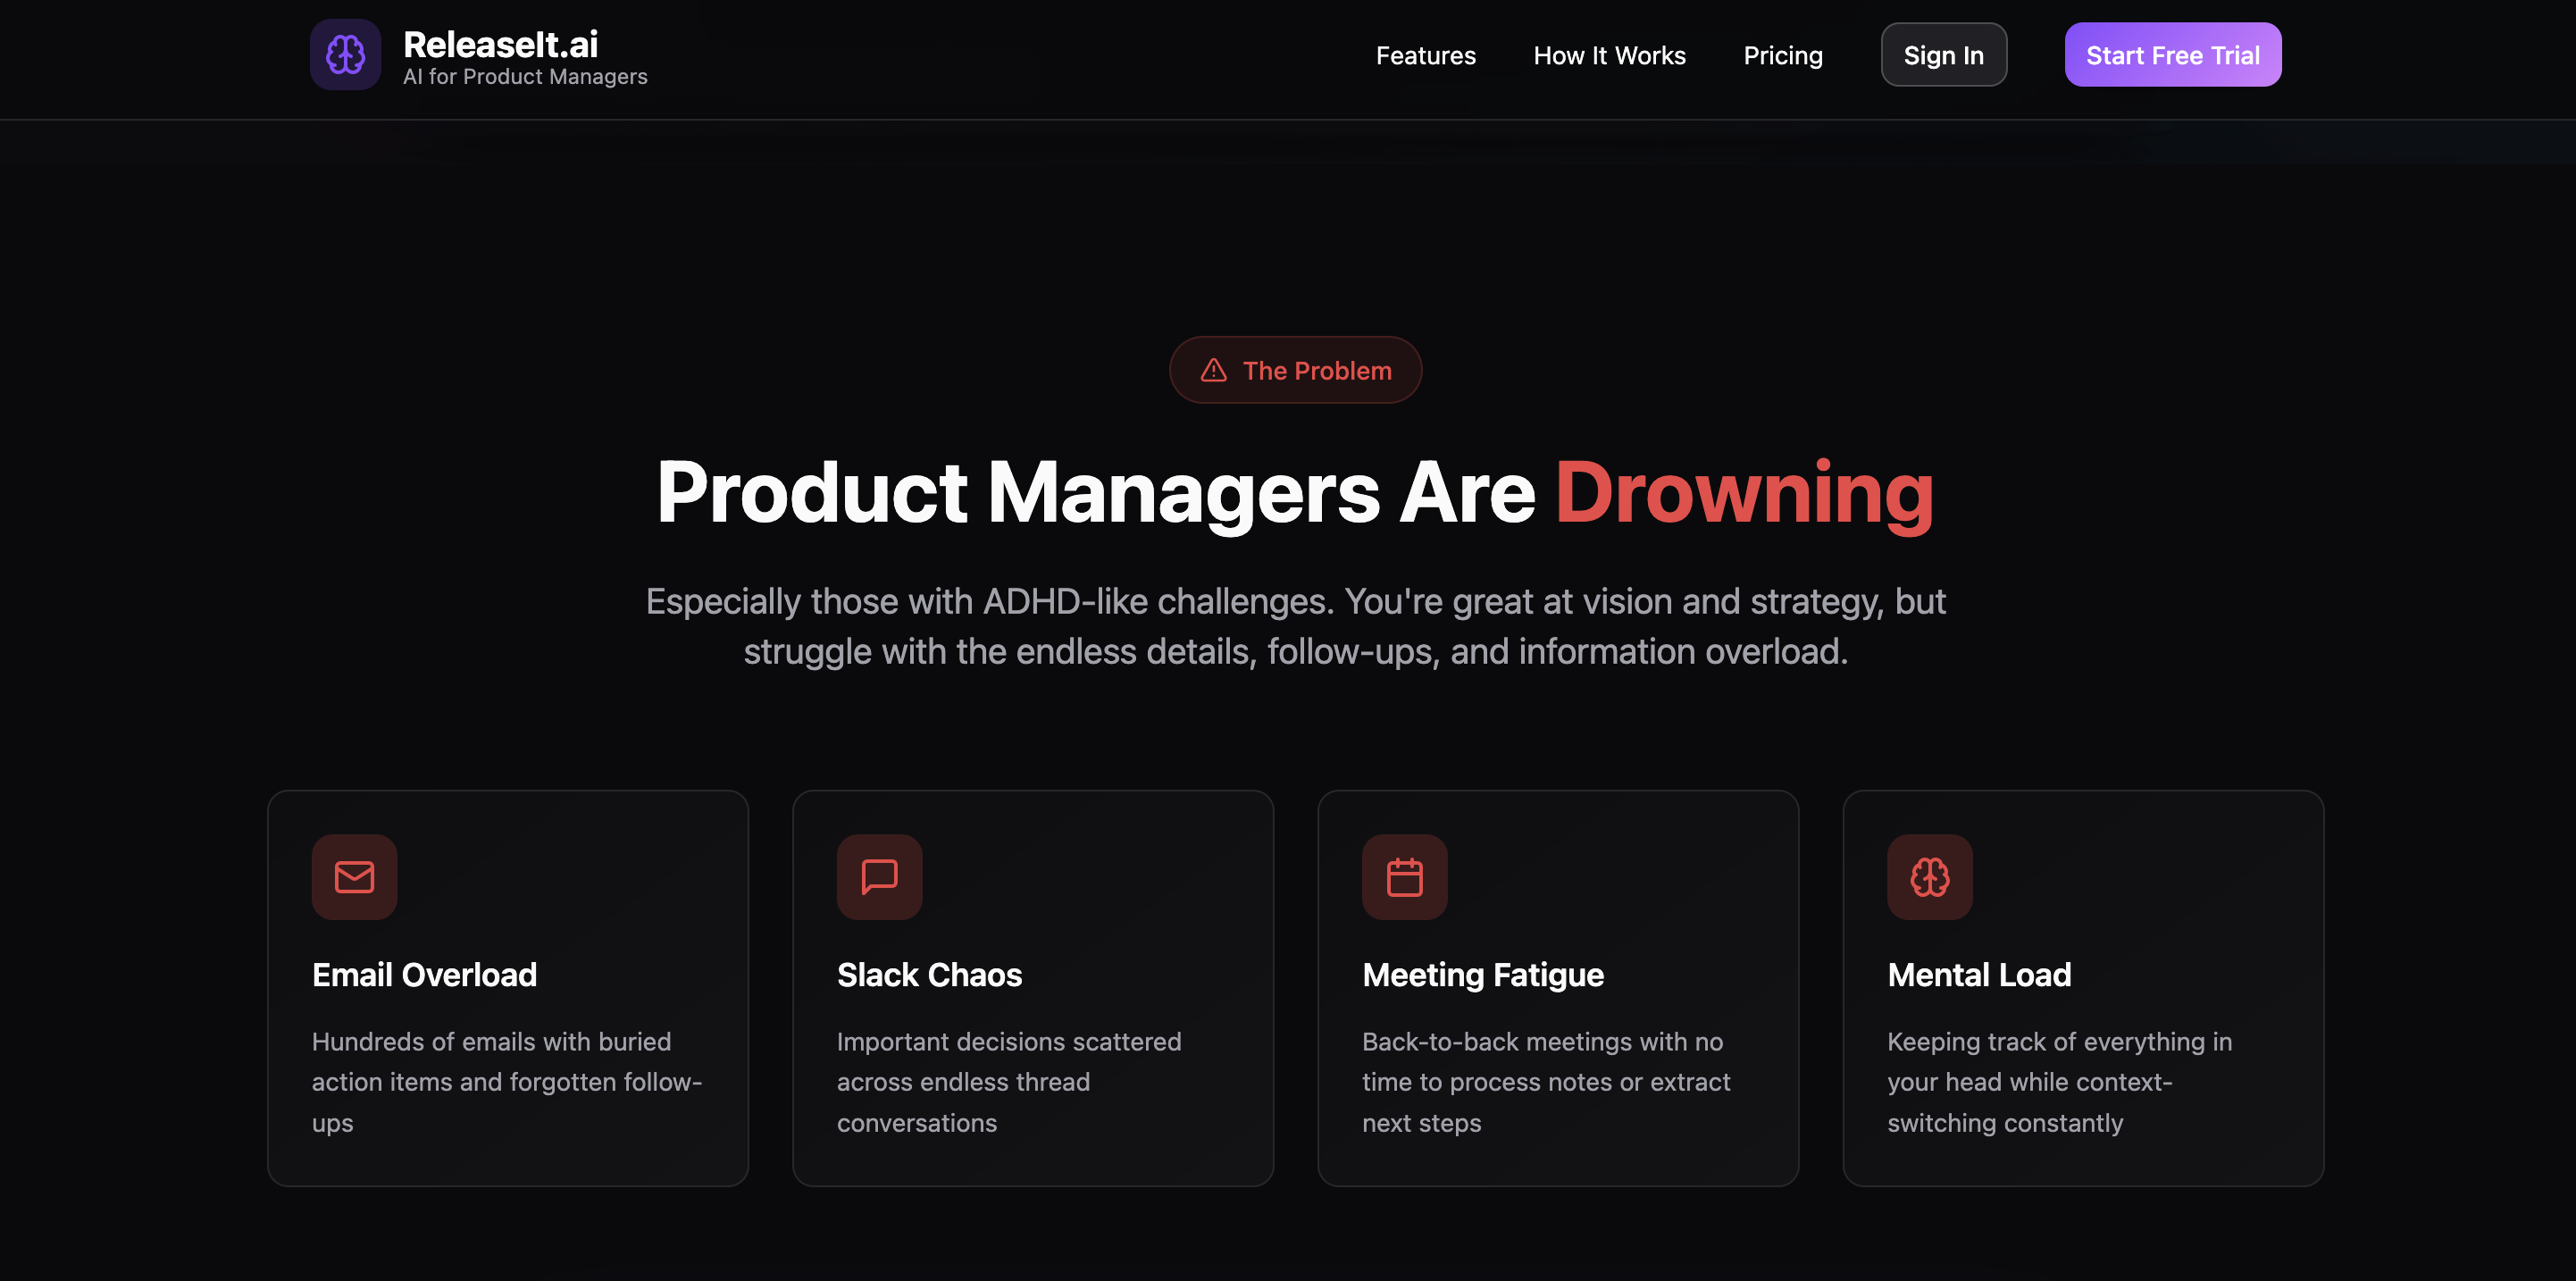 ReleaseIt.ai
AI for Product Managers
Features
How It Works
Pricing
Sign In
Start Free Trial
The Problem
Product Managers Are Drowning
Especially those with ADHD-like challenges. You're great at vision and strategy, but
struggle with the endless details, follow-ups, and information overload.
Email Overload
Hundreds of emails with buried
action items and forgotten follow-
ups
Slack Chaos
Important decisions scattered
across endless thread
conversations
Meeting Fatigue
Back-to-back meetings with no
time to process notes or extract
next steps
Mental Load
Keeping track of everything in
your head while context-
switching constantly